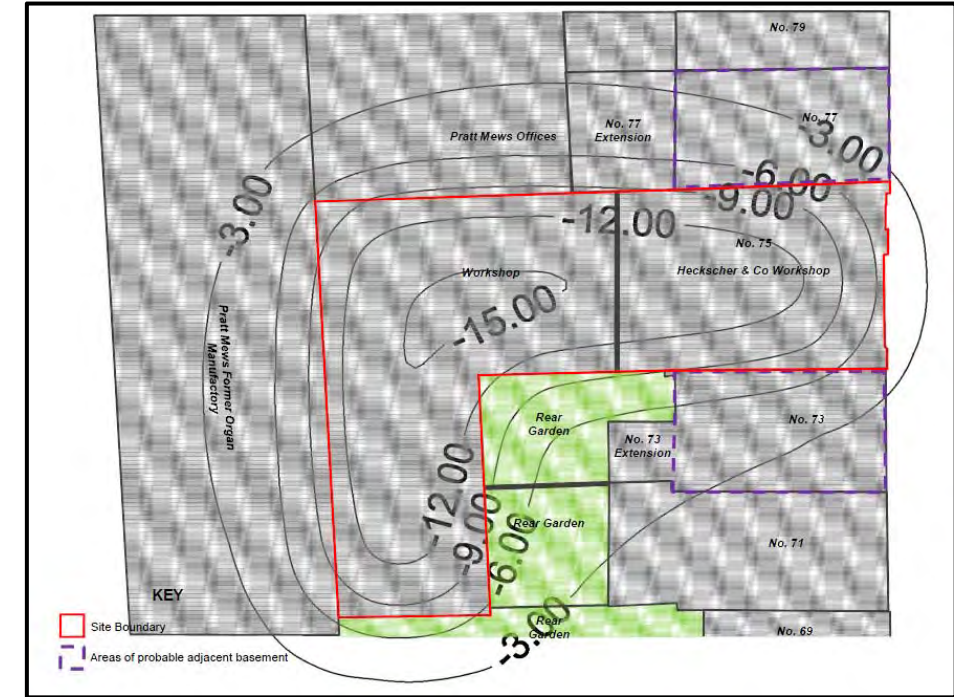 No. 79
No. 77
-3.00
Pratt Mews Offices
No. 77
Extension
-6.00
-9.00
-3.00
-12.00
No. 75
Workshop
Heckscher & Co Workshop
-15.00
Pratt Mews Former Organ
Manufactory
Rear
Garden
No. 73
No. 73
Extension
-12.00
-9.00
-6.00
Rear Garden
No. 71
KEY
Site Boundary
Rear
Garden
-3.00
No. 69
Areas of probable adjacent basement